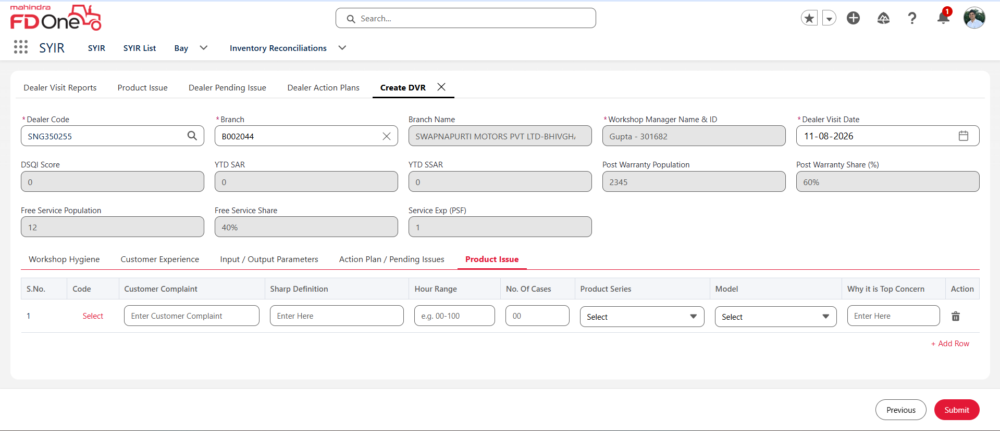 mahindra
FDOne
Search...
1
SYIR
SYIR
SYIR List
Bay
Inventory Reconciliations
Dealer Visit Reports
Product Issue
Dealer Pending Issue
Dealer Action Plans
Create DVR
*Dealer Code
*Branch
Branch Name
*Workshop Manager Name & ID
*Dealer Visit Date
SNG350255
B002044
SWAPNAPURTI MOTORS PVT LTD-BHIVGHA
Gupta - 301682
11-08-2026
DSQI Score
YTD SAR
YTD SSAR
Post Warranty Population
Post Warranty Share (%)
0
0
0
2345
60%
Free Service Population
Free Service Share
Service Exp (PSF)
12
40%
1
Workshop Hygiene
Customer Experience
Input / Output Parameters
Action Plan / Pending Issues
Product Issue
S.No.
Code
Customer Complaint
Sharp Definition
Hour Range
No. Of Cases
Product Series
Model
Why it is Top Concern
Action
1
Select
Enter Customer Complaint
Enter Here
e.g. 00-100
00
Select
Select
Enter Here
+ Add Row
Previous
Submit